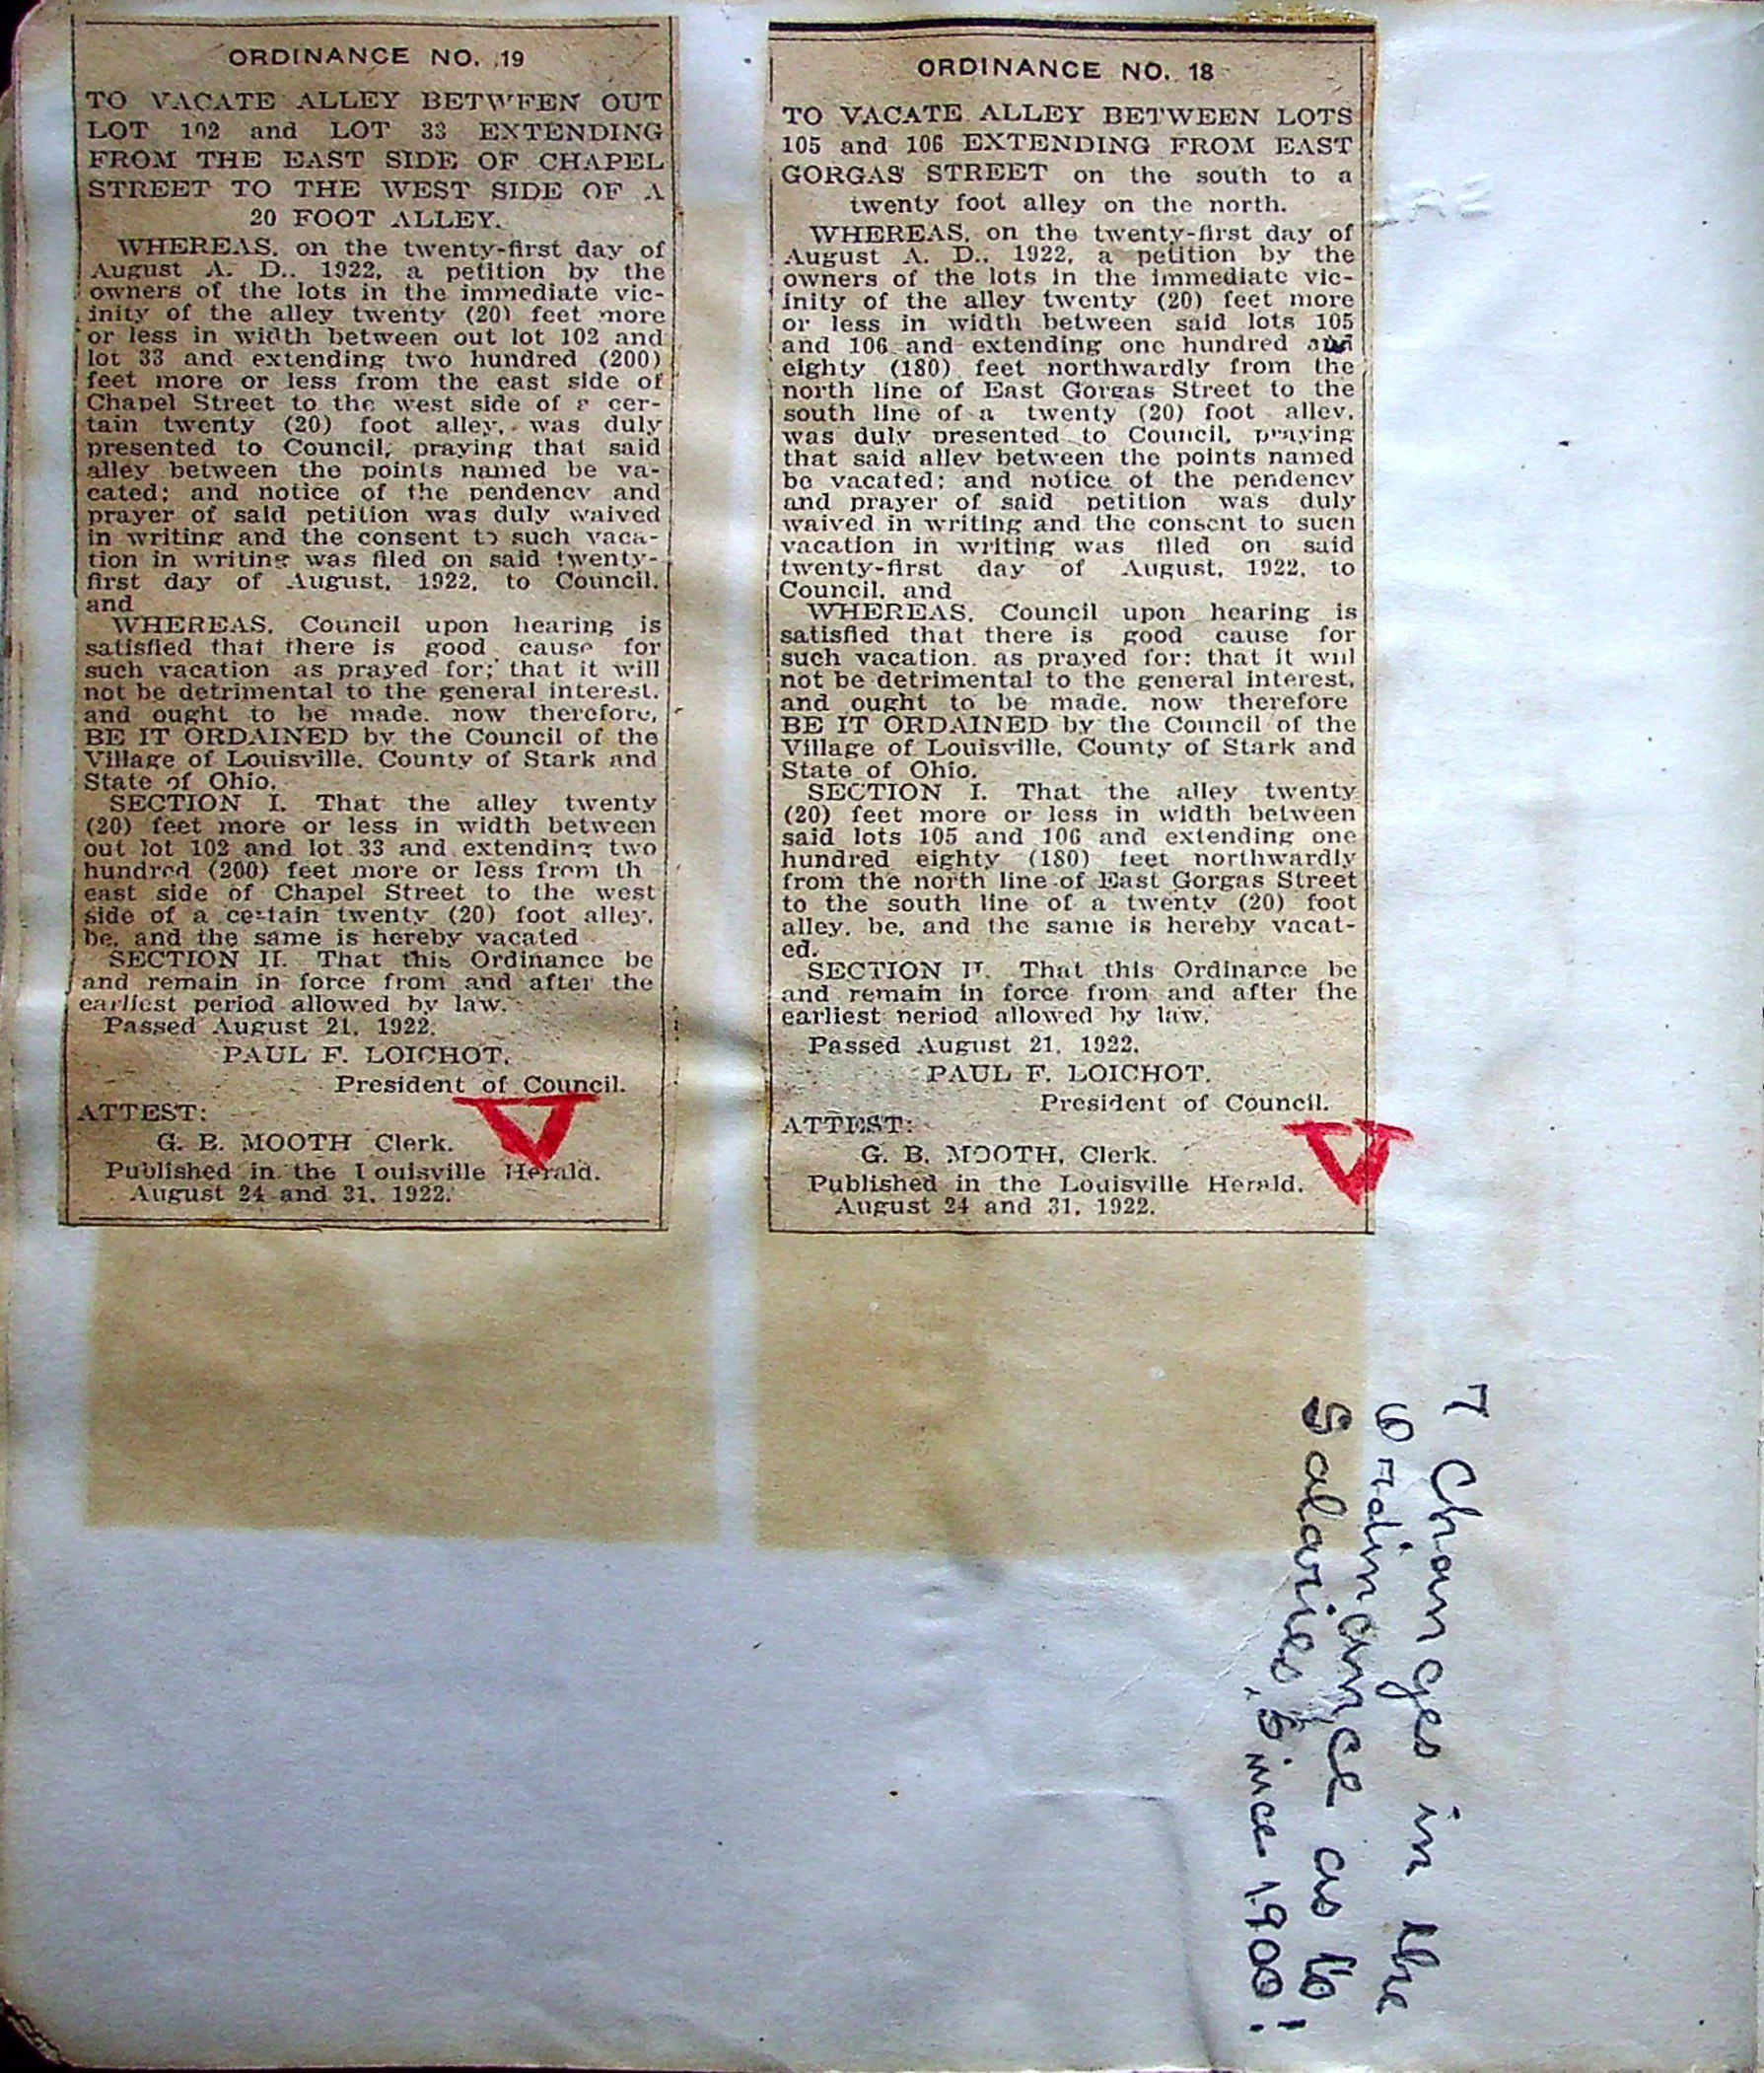 ORDINANCE NO. 19
TO VACATE ALLEY BETWEEN OUT
LOT 102 and LOT 33 EXTENDING
FROM THE EAST SIDE OF CHAPEL
STREET TO THE WEST SIDE OF A
20 FOOT ALLEY.
WHEREAS, on the twenty-first day of
August A. D., 1922, a petition by the
owners of the lots in the immediate vic-
inity of the alley twenty (20) feet more
or less in width between out lot 102 and
lot 33 and extending two hundred (200)
feet more or less from the east side of
Chapel Street to the west side of a cer-
tain twenty (20) foot alley, was duly
presented to Council, praying that said
alley between the points named be va-
cated; and notice of the pendency and
prayer of said petition was duly waived
in writing and the consent to such vaca-
tion in writing was filed on said twenty-
first day of August, 1922, to Council,
and
WHEREAS, Council upon hearing is
satisfied that there is good cause for
such vacation as prayed for; that it will
not be detrimental to the general interest,
and ought to be made, now therefore,
BE IT ORDAINED by the Council of the
Village of Louisville, County of Stark and
State of Ohio.
SECTION I. That the alley twenty
(20) feet more or less in width between
out lot 102 and lot 33 and extending two
hundred (200) feet more or less from th
east side of Chapel Street to the west
side of a certain twenty (20) foot alley,
be, and the same is hereby vacated
SECTION II. That this Ordinance be
and remain in force from and after the
earliest period allowed by law.
Passed August 21, 1922.
PAUL F. LOICHOT.
President of Council.
ATTEST:
G. B. MOOTH Clerk.
Published in the Louisville Herald.
August 24 and 31, 1922.
ORDINANCE NO. 18
TO VACATE ALLEY BETWEEN LOTS
105 and 106 EXTENDING FROM EAST
GORGAS STREET on the south to a
twenty foot alley on the north.
WHEREAS, on the twenty-first day of
August A. D., 1922, a petition by the
owners of the lots in the immediate vic-
inity of the alley twenty (20) feet more
or less in width between said lots 105
and 106 and extending one hundred and
eighty (180) feet northwardly from the
north line of East Gorgas Street to the
south line of a twenty (20) foot alley,
was duly presented to Council, praying
that said alley between the points named
be vacated; and notice of the pendency
and prayer of said petition was duly
waived in writing and the consent to such
vacation in writing was filed on said
twenty-first day of August, 1922, to
Council, and
WHEREAS, Council upon hearing is
satisfied that there is good cause for
such vacation, as prayed for; that it will
not be detrimental to the general interest,
and ought to be made, now therefore
BE IT ORDAINED by the Council of the
Village of Louisville, County of Stark and
State of Ohio.
SECTION I. That the alley twenty
(20) feet more or less in width between
said lots 105 and 106 and extending one
hundred eighty (180) feet northwardly
from the north line of East Gorgas Street
to the south line of a twenty (20) foot
alley, be, and the same is hereby vacat-
ed.
SECTION II. That this Ordinance be
and remain in force from and after the
earliest period allowed by law.
Passed August 21, 1922.
PAUL F. LOICHOT.
President of Council.
ATTEST:
G. B. MOOTH, Clerk.
Published in the Louisville Herald.
August 24 and 31, 1922.
7 Changes in the
Ordinance as to
Salaries, Since 1900!